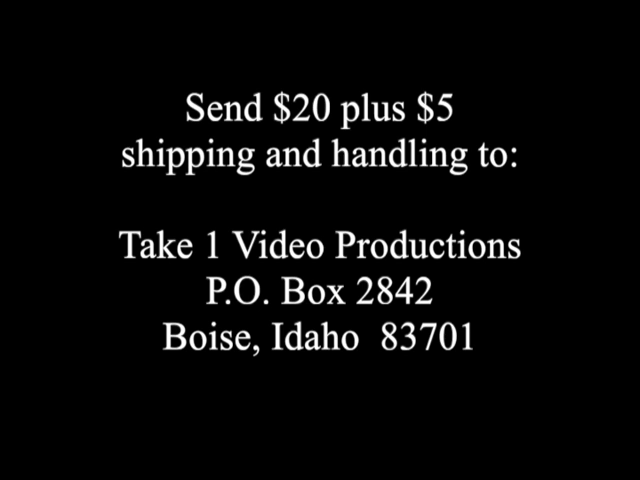 Send $20 plus $5
shipping and handling to:
Take 1 Video Productions
P.O. Box 2842
Boise, Idaho  83701